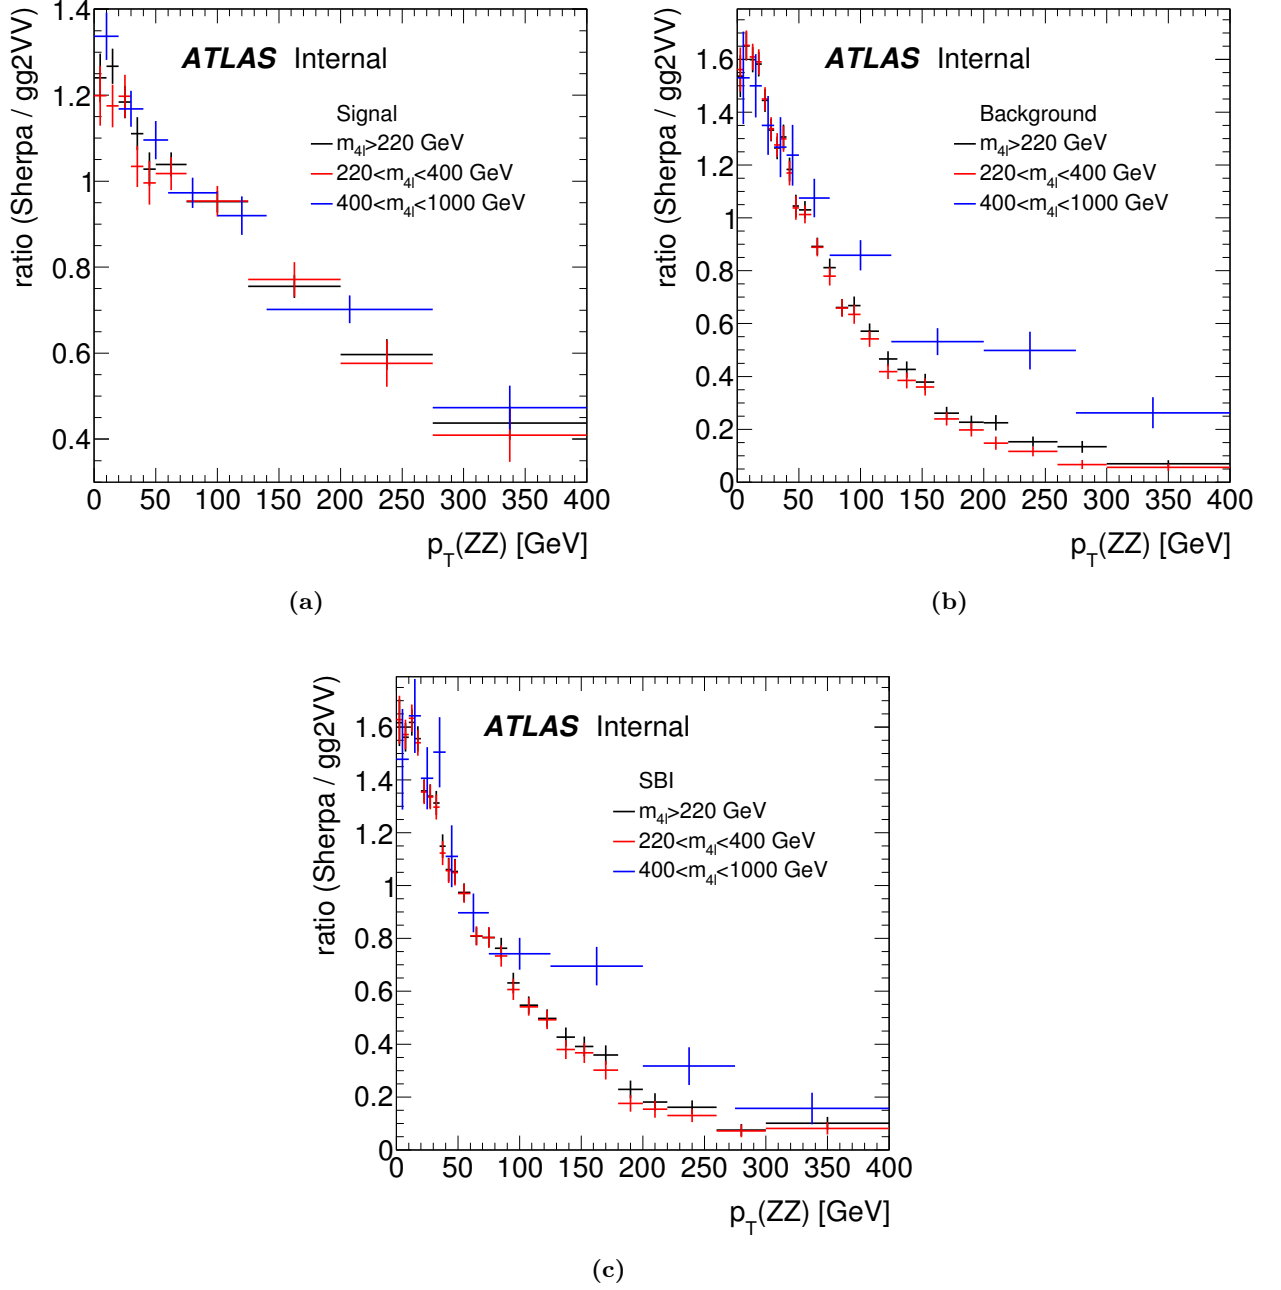 ATLAS Internal
Signal
m4l>220 GeV
220<m4l<400 GeV
400<m4l<1000 GeV
ratio (Sherpa / gg2VV)
1.4
1.2
1
0.8
0.6
0.4
0 50 100 150 200 250 300 350 400
pT(ZZ) [GeV]
(a)
ATLAS Internal
Background
m4l>220 GeV
220<m4l<400 GeV
400<m4l<1000 GeV
ratio (Sherpa / gg2VV)
1.6
1.4
1.2
1
0.8
0.6
0.4
0.2
0
0 50 100 150 200 250 300 350 400
pT(ZZ) [GeV]
(b)
ATLAS Internal
SBI
m4l>220 GeV
220<m4l<400 GeV
400<m4l<1000 GeV
ratio (Sherpa / gg2VV)
1.6
1.4
1.2
1
0.8
0.6
0.4
0.2
0
0 50 100 150 200 250 300 350 400
pT(ZZ) [GeV]
(c)